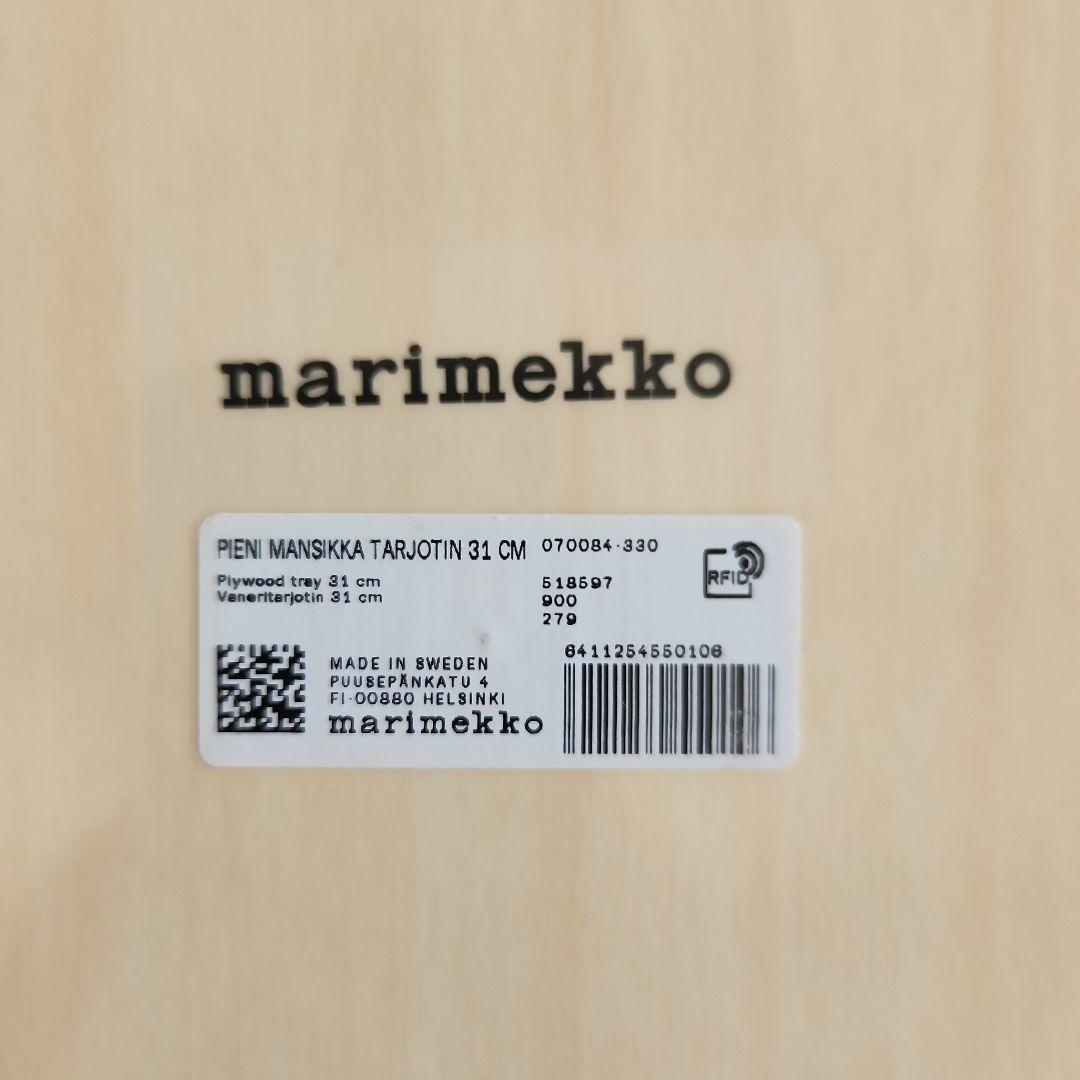 marimekko
PIENI MANSIKKA TARJOTIN 31 CM
070084-330
Plywood tray 31 cm
Vaneritarjotin 31 cm
518597
900
279
RFID
MADE IN SWEDEN
PUUSEPÄNKATU 4
FI-00880 HELSINKI
marimekko
6411254550106